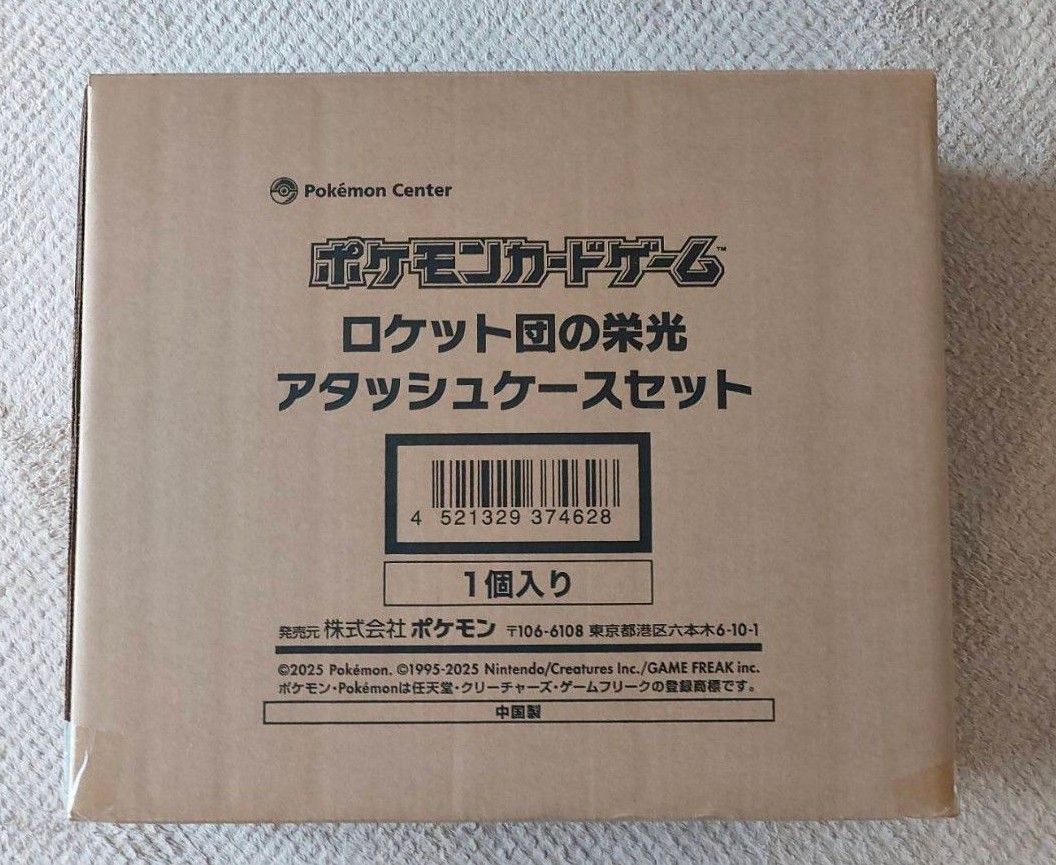 Pokémon Center
ポケモンカードゲーム™
ロケット団の栄光
アタッシュケースセット
4 521329 374628
1個入り
発売元 株式会社 ポケモン 〒106-6108 東京都港区六本木6-10-1
©2025 Pokémon. ©1995-2025 Nintendo/Creatures Inc./GAME FREAK inc.
ポケモン・Pokémonは任天堂・クリーチャーズ・ゲームフリークの登録商標です。
中国製